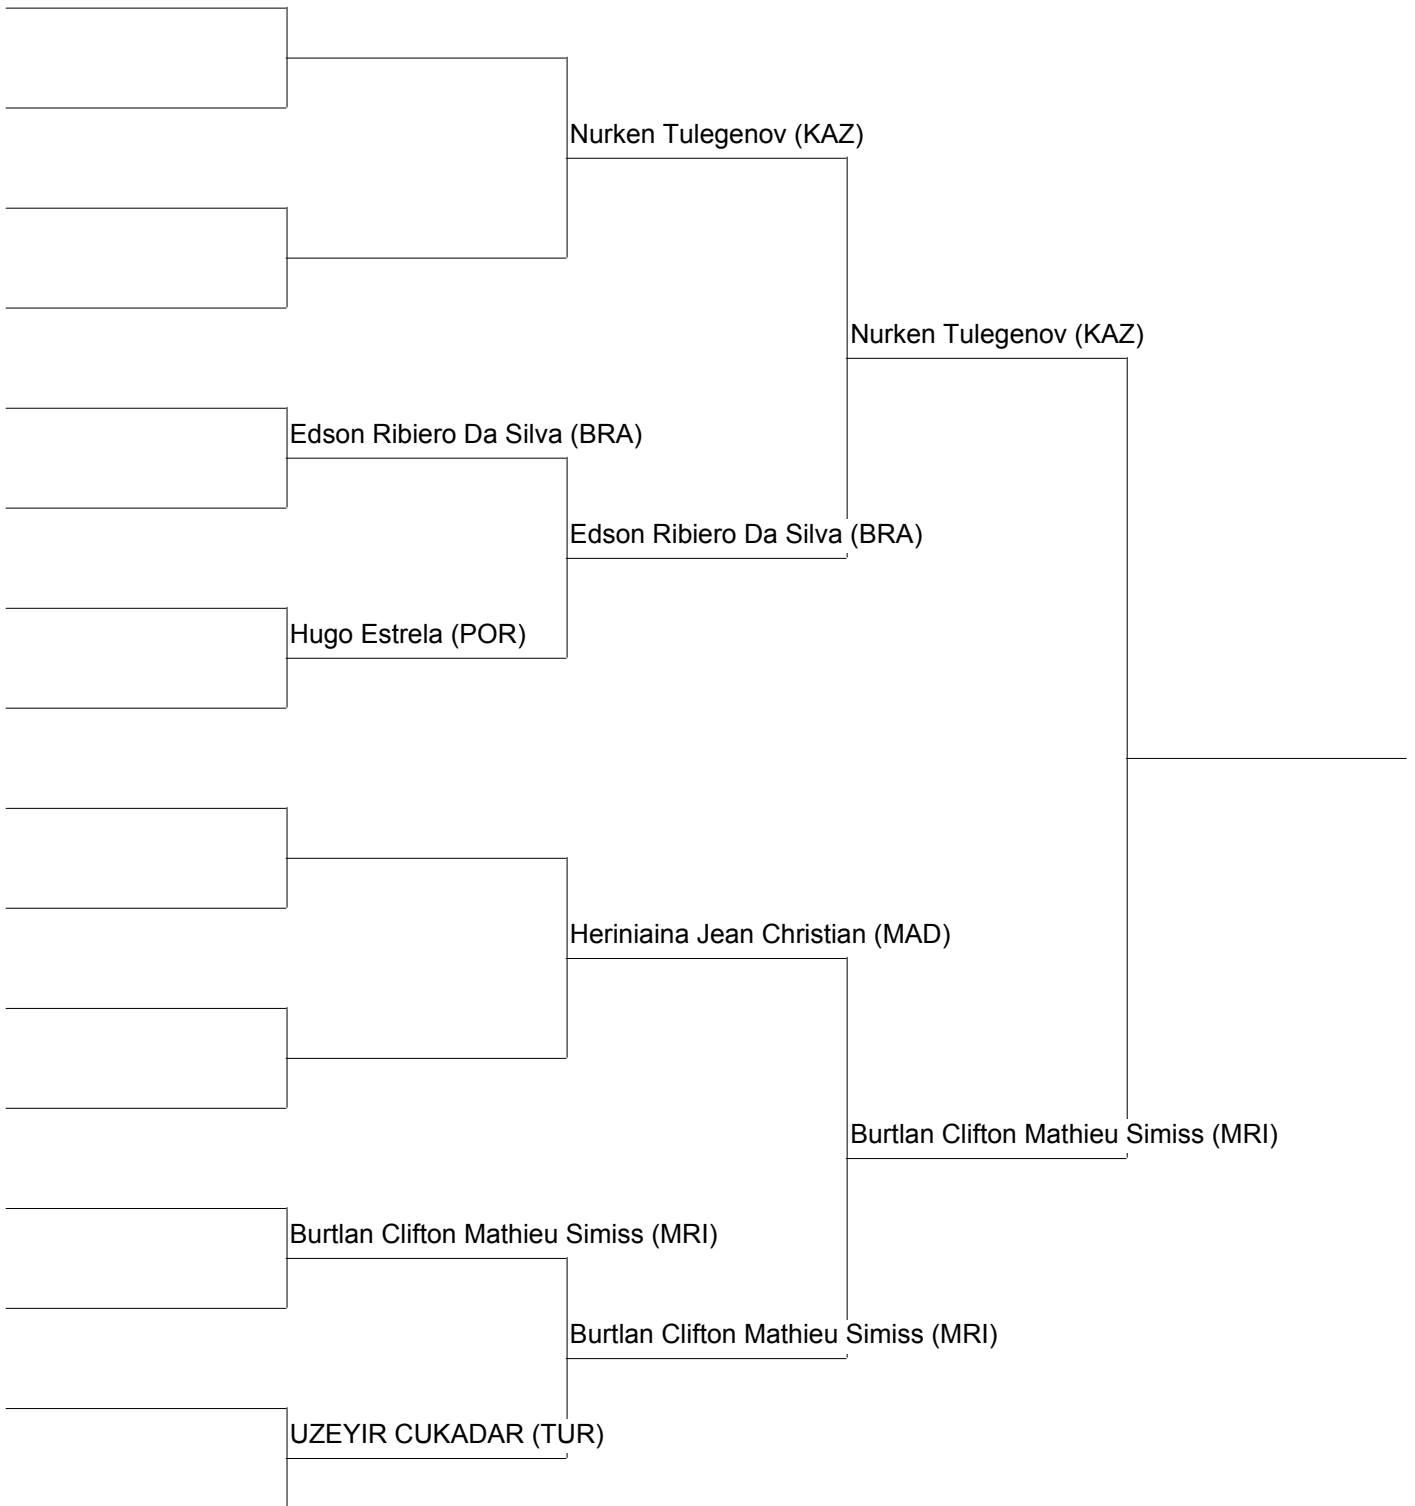 Nurken Tulegenov (KAZ)
Nurken Tulegenov (KAZ)
Edson Ribiero Da Silva (BRA)
Edson Ribiero Da Silva (BRA)
Hugo Estrela (POR)
Heriniaina Jean Christian (MAD)
Burtlan Clifton Mathieu Simiss (MRI)
Burtlan Clifton Mathieu Simiss (MRI)
Burtlan Clifton Mathieu Simiss (MRI)
UZEYIR CUKADAR (TUR)